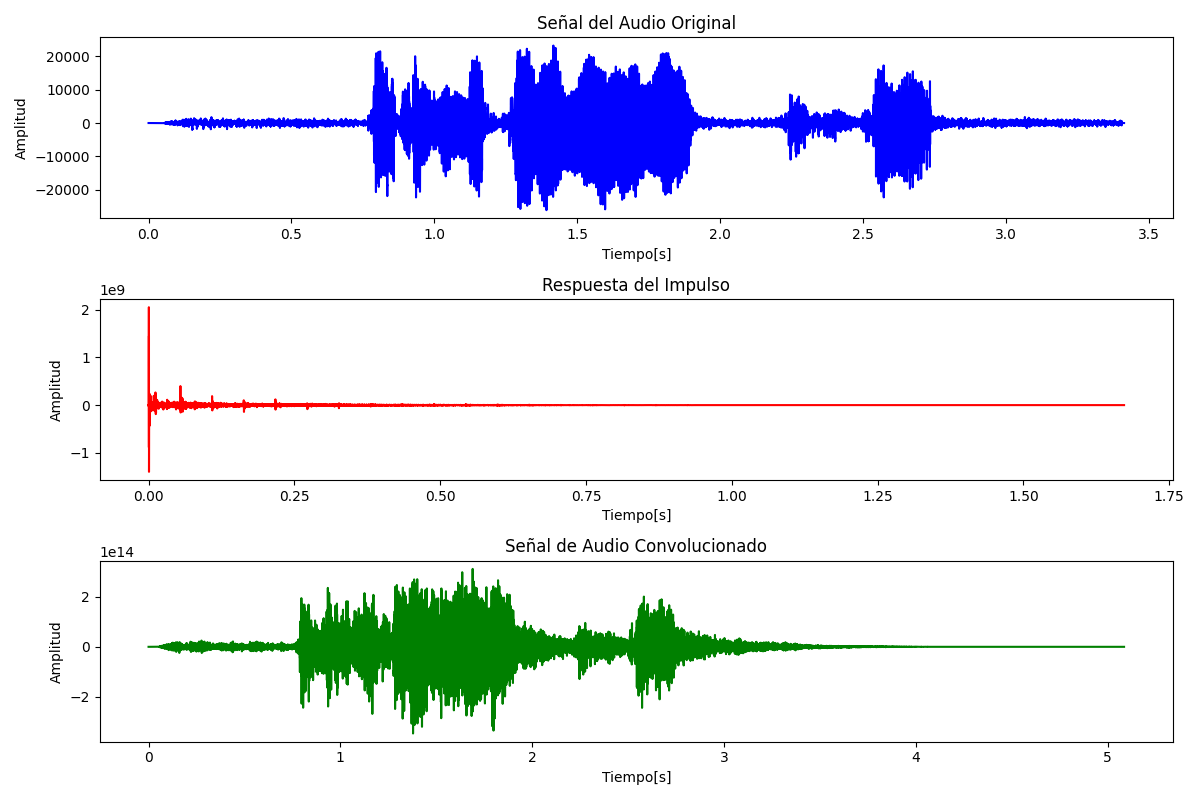 Señal del Audio Original
Amplitud
20000
10000
0
−10000
−20000
0.0 0.5 1.0 1.5 2.0 2.5 3.0 3.5
Tiempo[s]
Respuesta del Impulso
1e9
Amplitud
2
1
0
−1
0.00 0.25 0.50 0.75 1.00 1.25 1.50 1.75
Tiempo[s]
Señal de Audio Convolucionado
1e14
Amplitud
2
0
−2
0 1 2 3 4 5
Tiempo[s]